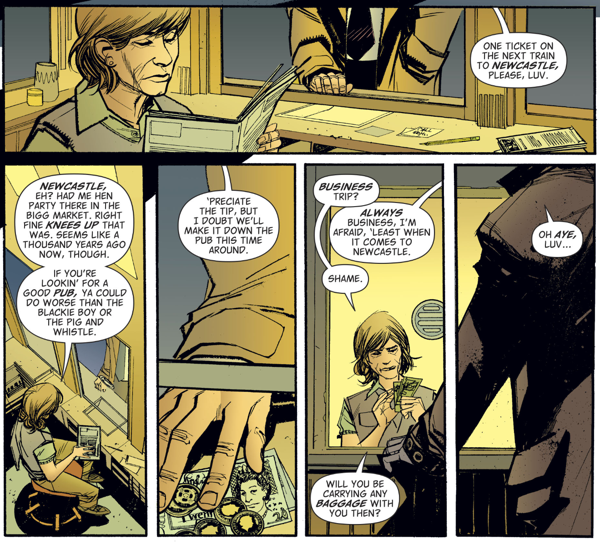 ONE TICKET ON
THE NEXT TRAIN
TO NEWCASTLE,
PLEASE, LUV.
NEWCASTLE,
EH? HAD ME HEN
PARTY THERE IN THE
BIGG MARKET. RIGHT
FINE KNEES UP THAT
WAS. SEEMS LIKE A
THOUSAND YEARS AGO
NOW, THOUGH.
IF YOU'RE
LOOKIN' FOR A
GOOD PUB, YA COULD
DO WORSE THAN THE
BLACKIE BOY OR
THE PIG AND
WHISTLE.
'PRECIATE
THE TIP, BUT
I DOUBT WE'LL
MAKE IT DOWN THE
PUB THIS TIME
AROUND.
BUSINESS
TRIP?
ALWAYS
BUSINESS, I'M
AFRAID, 'LEAST WHEN
IT COMES TO
NEWCASTLE.
SHAME.
WILL YOU BE
CARRYING ANY
BAGGAGE WITH
YOU THEN?
OH AYE,
LUV...